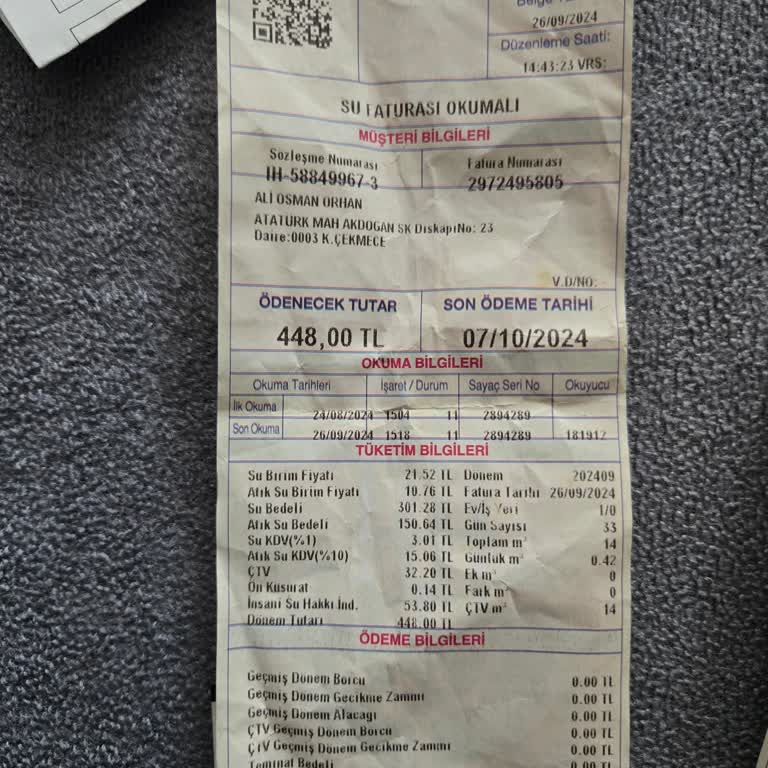 26/09/2024
Düzenleme Saati:
14:43:23 VRS:
SU FATURASI OKUMALI
MÜŞTERİ BİLGİLERİ
Sözleşme Numarası Fatura Numarası
IH-58849967-3 2972495805
ALİ OSMAN ORHAN
ATATÜRK MAH AKDOGAN SK DıskapıNo: 23
Daire:0003 K.ÇEKMECE
V.D/NO: -
ÖDENECEK TUTAR SON ÖDEME TARİHİ
448,00 TL 07/10/2024
OKUMA BİLGİLERİ
Okuma Tarihleri İşaret / Durum Sayaç Seri No Okuyucu
İlk Okuma 24/08/2024 1504 11 2894289
Son Okuma 26/09/2024 1518 11 2894289 181912
TÜKETİM BİLGİLERİ
Su Birim Fiyatı 21.52 TL Dönem 202409
Atık Su Birim Fiyatı 10.76 TL Fatura Tarihi 26/09/2024
Su Bedeli 301.28 TL Ev/İş Yeri 1/0
Atık Su Bedeli 150.64 TL Gün Sayısı 33
Su KDV(%1) 3.01 TL Toplam m³ 14
Atık Su KDV(%10) 15.06 TL Günlük m³ 0.42
ÇTV 32.20 TL Ek m³ 0
Ön Kusurat 0.14 TL Fark m³ 0
İnsani Su Hakkı İnd. 53.80 TL ÇTV m³ 14
Dönem Tutarı 448.00 TL
ÖDEME BİLGİLERİ
Geçmiş Dönem Borcu 0.00 TL
Geçmiş Dönem Gecikme Zammı 0.00 TL
Geçmiş Dönem Alacagı 0.00 TL
ÇTV Geçmiş Dönem Borcu 0.00 TL
ÇTV Geçmiş Dönem Gecikme Zammı 0.00 TL
Teminat Bedeli 0.00 TL